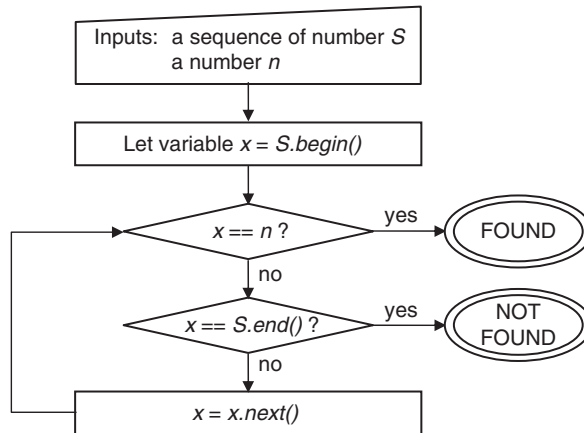 Inputs: a sequence of number S
a number n
Let variable x = S.begin()
x == n ?
yes
FOUND
no
x == S.end() ?
yes
NOT
FOUND
no
x = x.next()